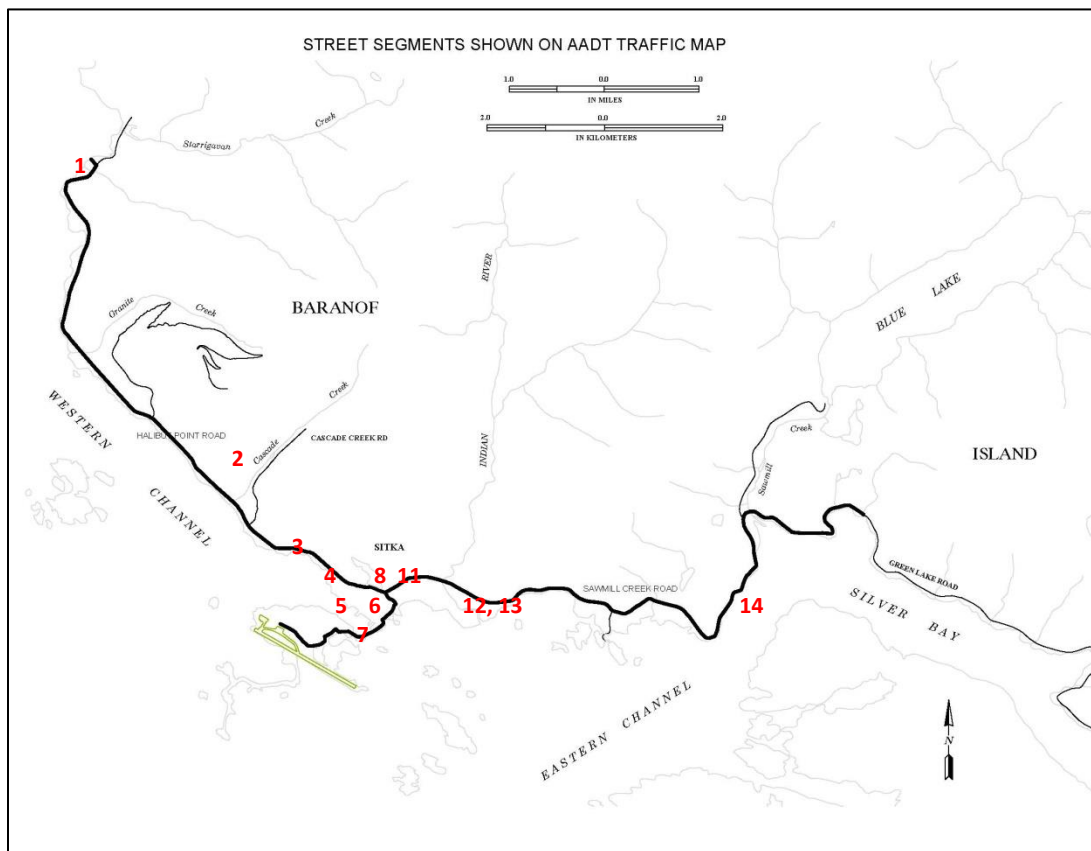 STREET SEGMENTS SHOWN ON AADT TRAFFIC MAP
1.0 0.0 1.0
IN MILES
2.0 0.0 2.0
IN KILOMETERS
Starrigavan Creek
1
RIVER
INDIAN
BARANOF
Granite Creek
BLUE LAKE
WESTERN CHANNEL
HALIBUT POINT ROAD
2
Cascade Creek
CASCADE CREEK RD
Sawmill Creek
ISLAND
3
SITKA
4
8
11
5
6
7
12, 13
SAWMILL CREEK ROAD
14
GREEN LAKE ROAD
SILVER BAY
EASTERN CHANNEL
N